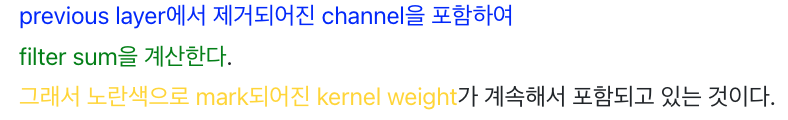 previous layer에서 제거되어진 channel을 포함하여
filter sum을 계산한다.
그래서 노란색으로 mark되어진 kernel weight가 계속해서 포함되고 있는 것이다.